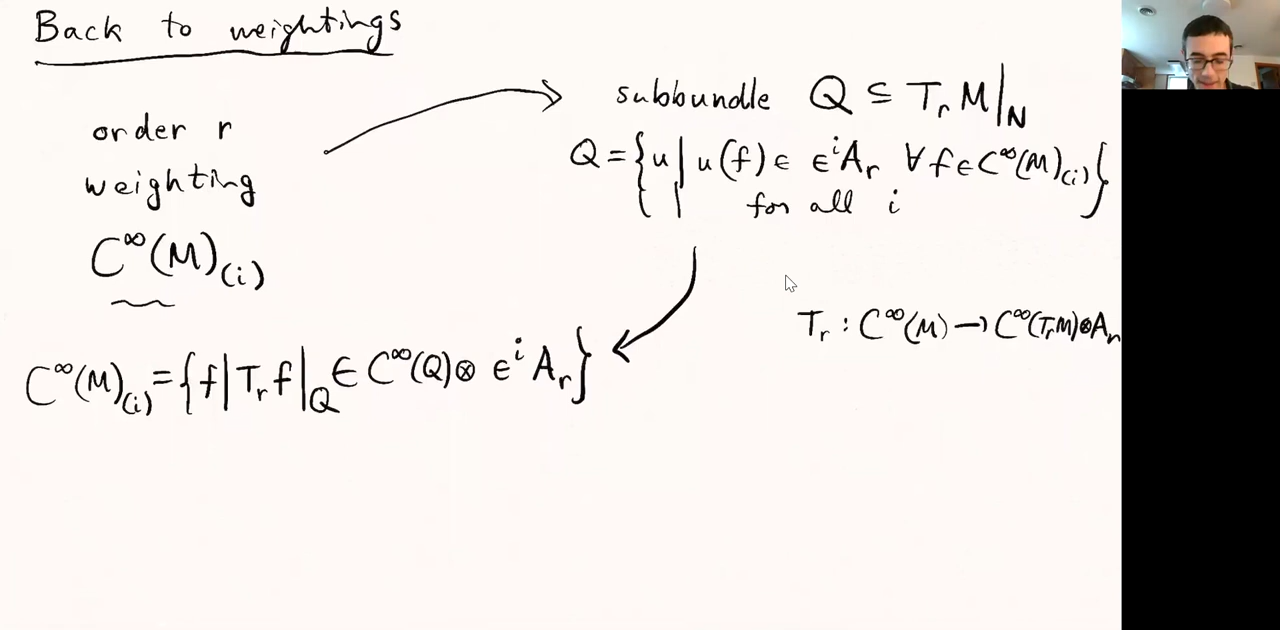 Back to weightings
order r
weighting
C^∞(M)_(i)
subbundle Q ⊆ T_r M|_N
Q = {u | u(f) ∈ ε^i A_r ∀ f ∈ C^∞(M)_(i)}
for all i
T_r : C^∞(M) → C^∞(T_r M) ⊗ A_r
C^∞(M)_(i) = {f | T_r f|_Q ∈ C^∞(Q) ⊗ ε^i A_r}